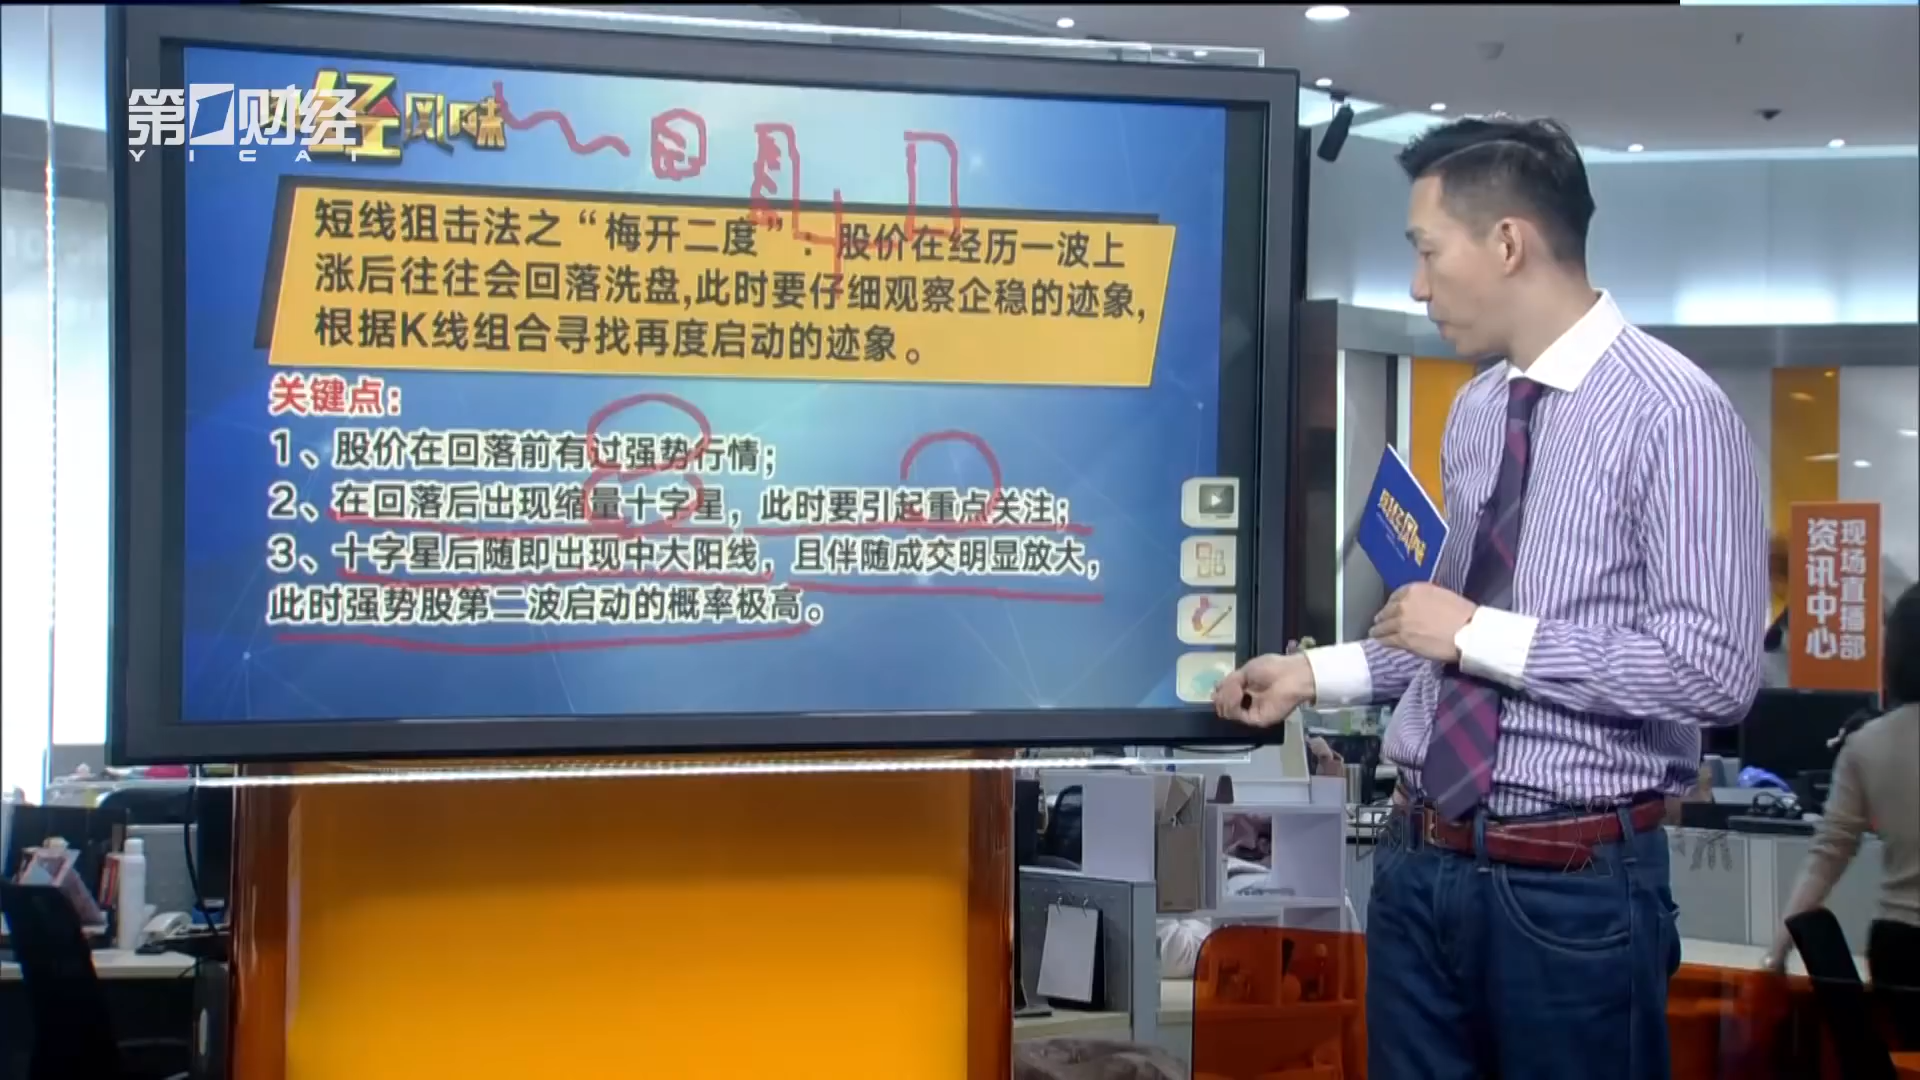 第1财经
YICAI
财经风味
短线狙击法之“梅开二度”：股价在经历一波上
涨后往往会回落洗盘,此时要仔细观察企稳的迹象,
根据K线组合寻找再度启动的迹象。
关键点：
1、股价在回落前有过强势行情；
2、在回落后出现缩量十字星，此时要引起重点关注；
3、十字星后随即出现中大阳线，且伴随成交明显放大，
此时强势股第二波启动的概率极高。
财经风味
现场直播部
资讯中心